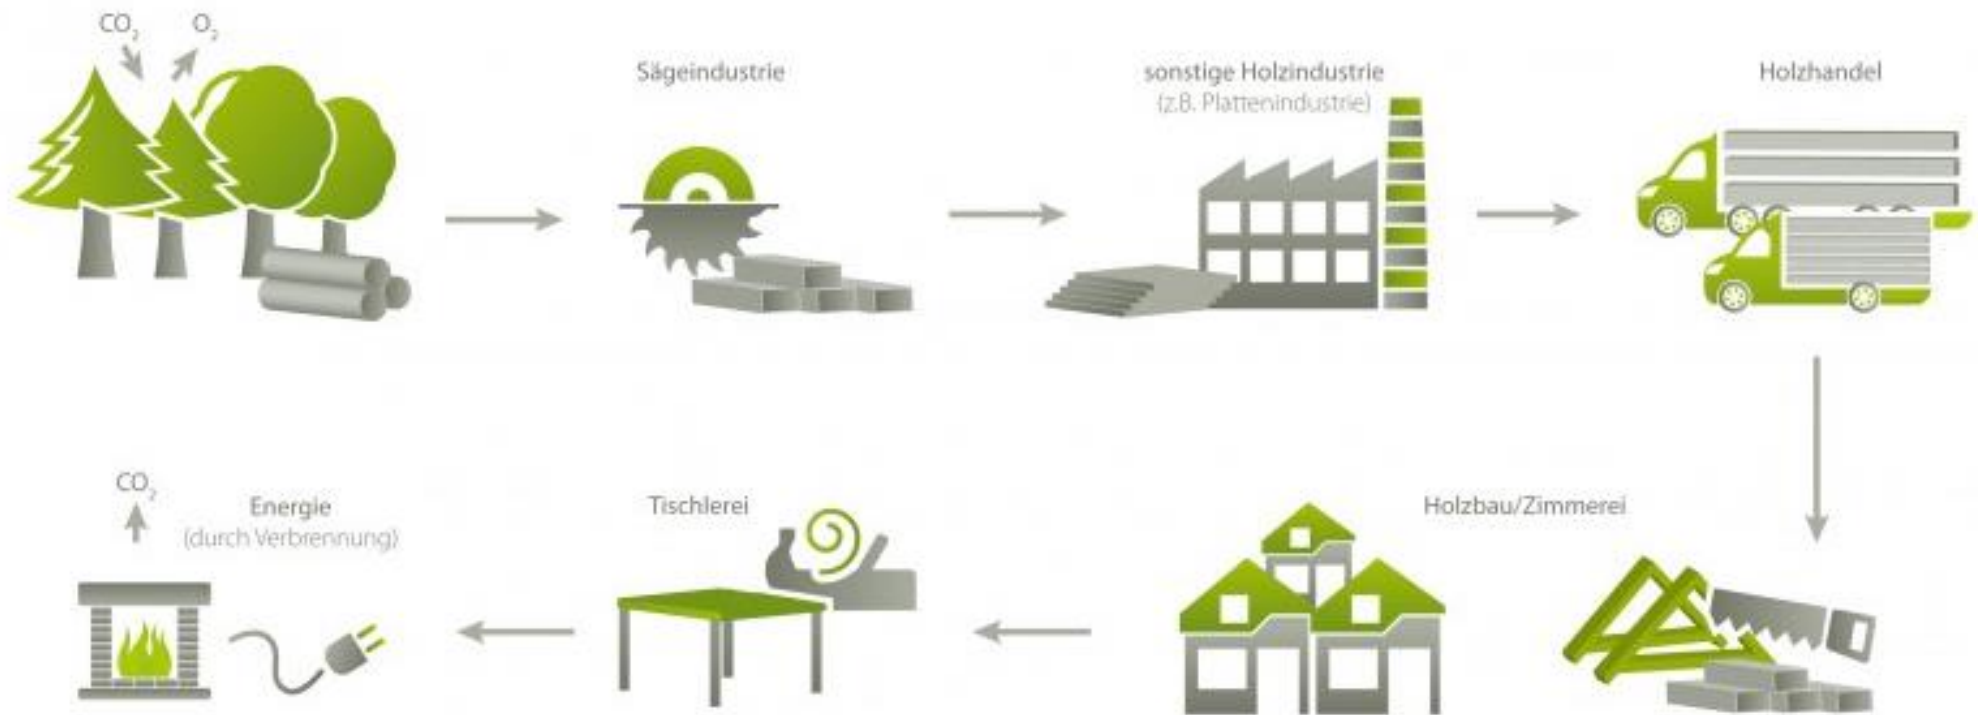 CO₂ O₂
Sägeindustrie
sonstige Holzindustrie
(z.B. Plattenindustrie)
Holzhandel
CO₂
Energie
(durch Verbrennung)
Tischlerei
Holzbau/Zimmerei